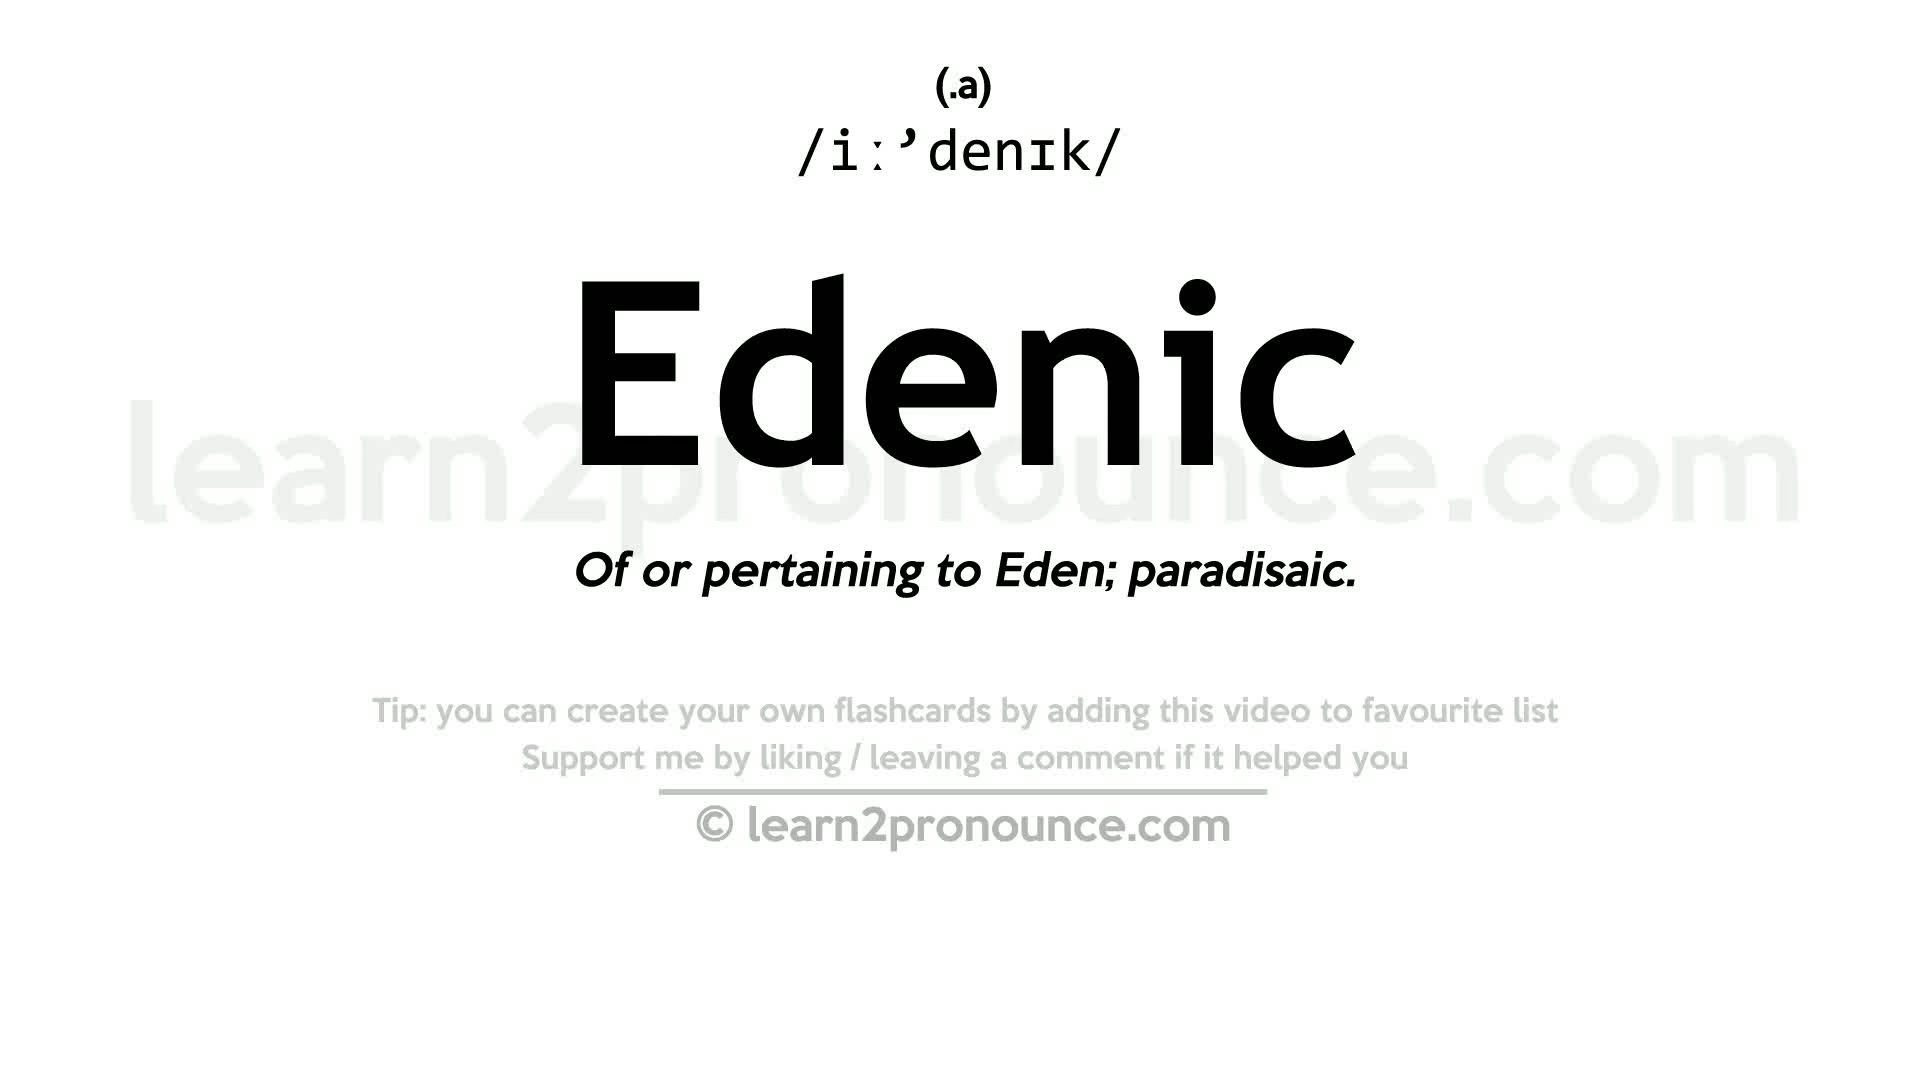 (.a)
/iː’denɪk/
Edenic
learn2pronounce.com
Of or pertaining to Eden; paradisaic.
Tip: you can create your own flashcards by adding this video to favourite list
Support me by liking / leaving a comment if it helped you
© learn2pronounce.com